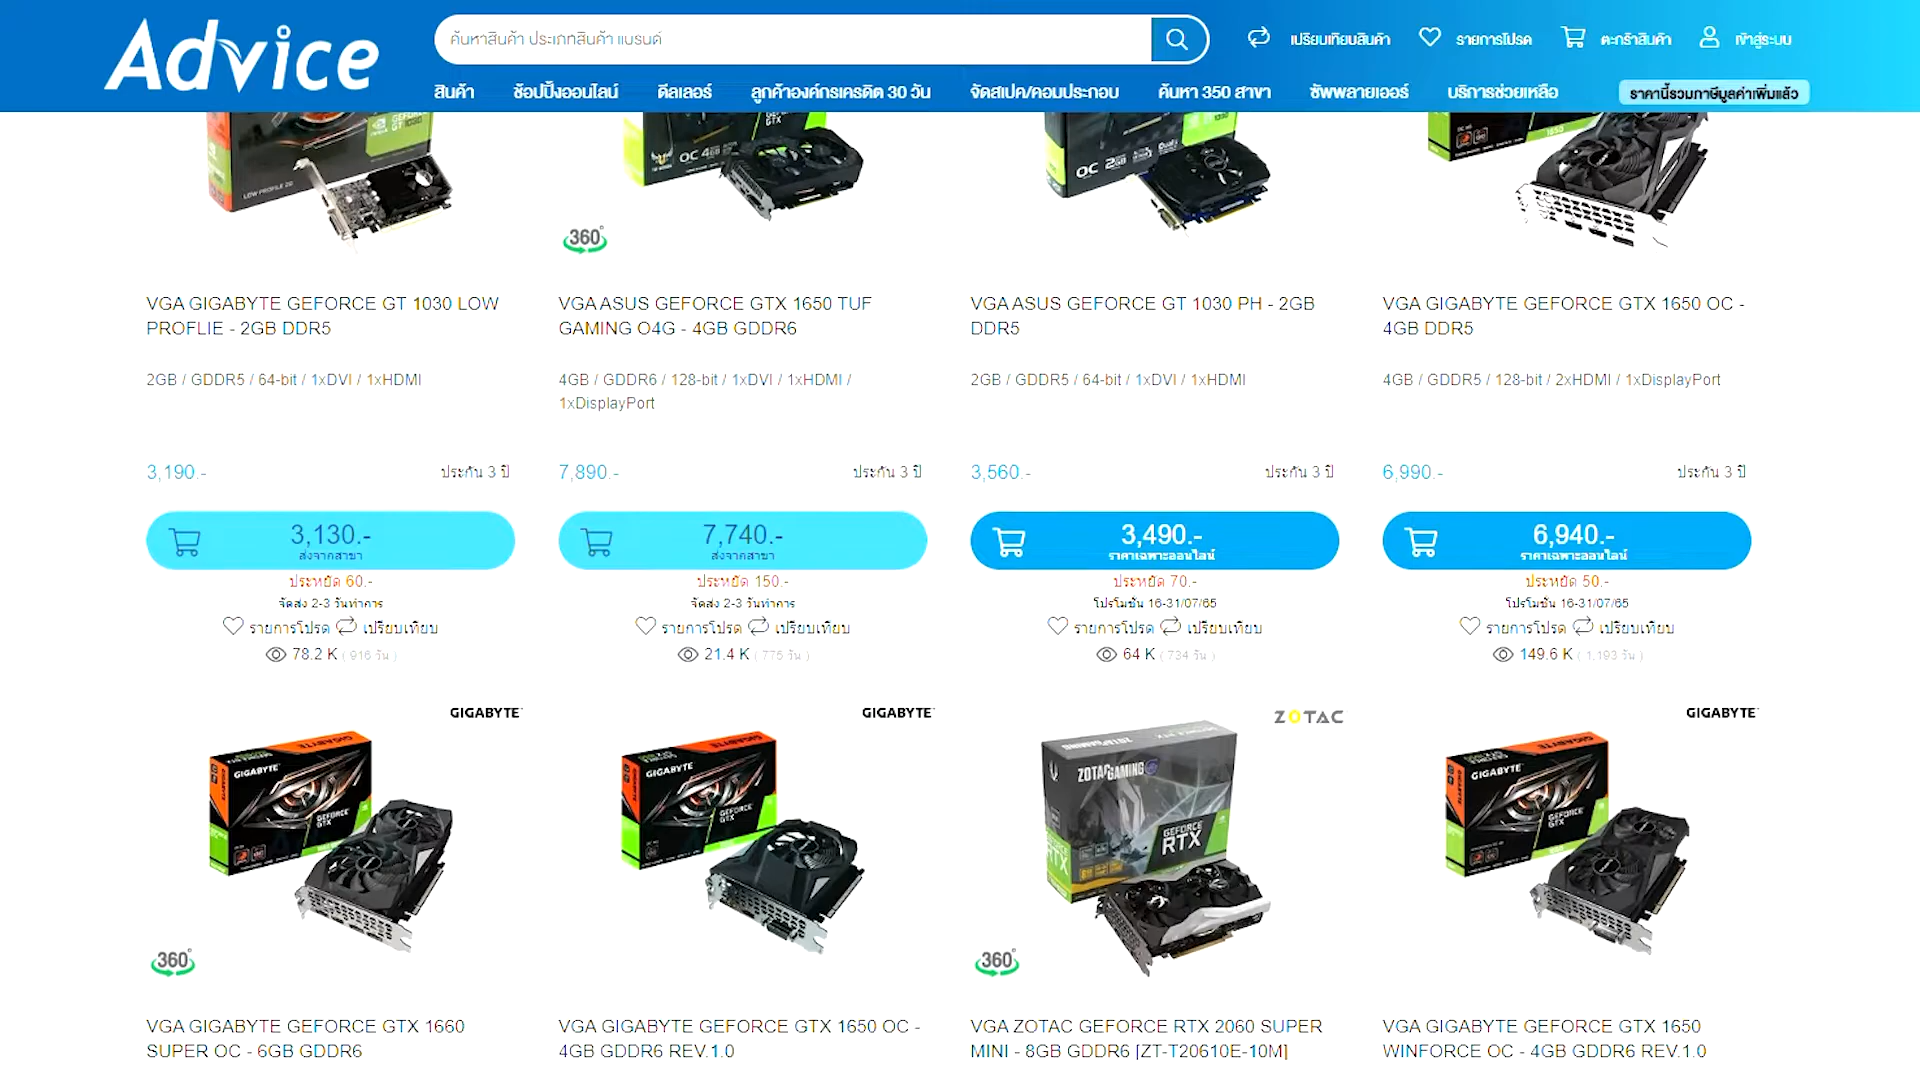 Advice
ค้นหาสินค้า ประเภทสินค้า แบรนด์
เปรียบเทียบสินค้า
รายการโปรด
ตะกร้าสินค้า
เข้าสู่ระบบ
สินค้า
ช้อปปิ้งออนไลน์
ดีลเลอร์
ลูกค้าองค์กรเครดิต 30 วัน
จัดสเปค/คอมประกอบ
ค้นหา 350 สาขา
ซัพพลายเออร์
บริการช่วยเหลือ
ราคานี้รวมภาษีมูลค่าเพิ่มแล้ว
LOW PROFILE 2G
OC 4GB
OC 2GB
360°
VGA GIGABYTE GEFORCE GT 1030 LOW
PROFLIE - 2GB DDR5
2GB / GDDR5 / 64-bit / 1xDVI / 1xHDMI
3,190.-
ประกัน 3 ปี
3,130.-
ส่งจากสาขา
ประหยัด 60.-
จัดส่ง 2-3 วันทำการ
รายการโปรด เปรียบเทียบ
78.2 K ( 916 วัน )
VGA ASUS GEFORCE GTX 1650 TUF
GAMING O4G - 4GB GDDR6
4GB / GDDR6 / 128-bit / 1xDVI / 1xHDMI /
1xDisplayPort
7,890.-
ประกัน 3 ปี
7,740.-
ส่งจากสาขา
ประหยัด 150.-
จัดส่ง 2-3 วันทำการ
รายการโปรด เปรียบเทียบ
21.4 K ( 775 วัน )
VGA ASUS GEFORCE GT 1030 PH - 2GB
DDR5
2GB / GDDR5 / 64-bit / 1xDVI / 1xHDMI
3,560.-
ประกัน 3 ปี
3,490.-
ราคาเฉพาะออนไลน์
ประหยัด 70.-
โปรโมชั่น 16-31/07/65
รายการโปรด เปรียบเทียบ
64 K ( 734 วัน )
VGA GIGABYTE GEFORCE GTX 1650 OC -
4GB DDR5
4GB / GDDR5 / 128-bit / 2xHDMI / 1xDisplayPort
6,990.-
ประกัน 3 ปี
6,940.-
ราคาเฉพาะออนไลน์
ประหยัด 50.-
โปรโมชั่น 16-31/07/65
รายการโปรด เปรียบเทียบ
149.6 K ( 1,193 วัน )
GIGABYTE
GIGABYTE
GEFORCE
GTX
360°
VGA GIGABYTE GEFORCE GTX 1660
SUPER OC - 6GB GDDR6
GIGABYTE
GIGABYTE
GEFORCE
GTX
VGA GIGABYTE GEFORCE GTX 1650 OC -
4GB GDDR6 REV.1.0
ZOTAC
ZOTAC GAMING
GEFORCE
RTX
360°
VGA ZOTAC GEFORCE RTX 2060 SUPER
MINI - 8GB GDDR6 [ZT-T20610E-10M]
GIGABYTE
GIGABYTE
GEFORCE
GTX
VGA GIGABYTE GEFORCE GTX 1650
WINFORCE OC - 4GB GDDR6 REV.1.0